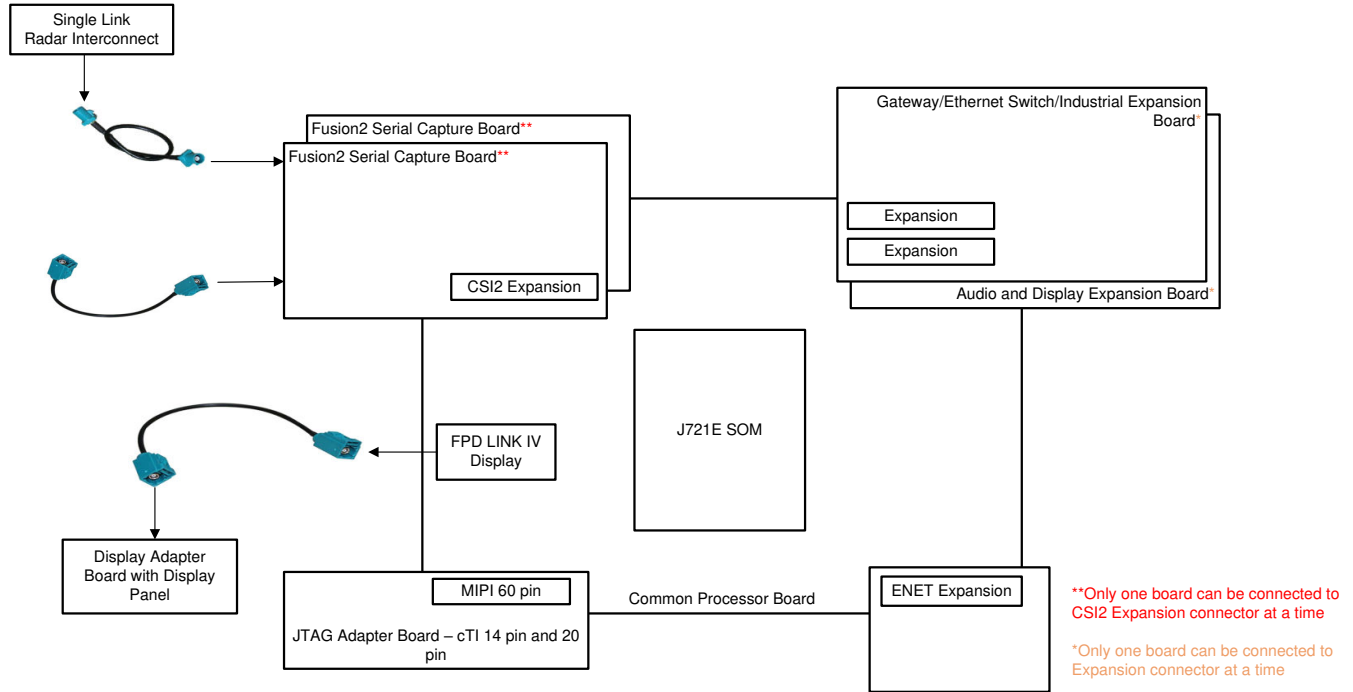 Single Link
Radar Interconnect
Gateway/Ethernet Switch/Industrial Expansion
Board*
Fusion2 Serial Capture Board**
Fusion2 Serial Capture Board**
Expansion
Expansion
CSI2 Expansion
Audio and Display Expansion Board*
J721E SOM
FPD LINK IV
Display
Display Adapter
Board with Display
Panel
MIPI 60 pin
JTAG Adapter Board – cTI 14 pin and 20
pin
Common Processor Board
ENET Expansion
**Only one board can be connected to
CSI2 Expansion connector at a time
*Only one board can be connected to
Expansion connector at a time